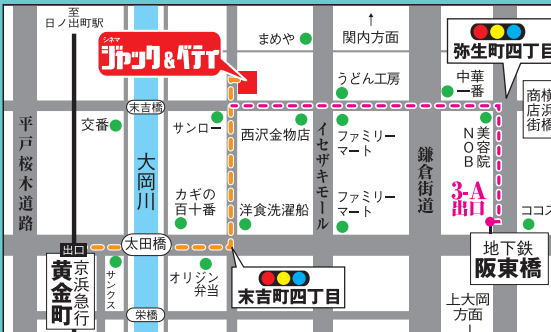 至
日ノ出町駅
シネマ
ジャック&ベティ
まめや
↑
関内方面
弥生町四丁目
うどん工房
中華
一番
末吉橋
交番
サンロー
西沢金物店
ファミリー
マート
美容院
NOB
平戸桜木道路
大岡川
イセザキモール
鎌倉街道
カギの
百十番
洋食洗濯船
ファミリー
マート
3-A
出口
ココス
出口
太田橋
京浜急行
黄金町
サンクス
オリジン
弁当
末吉町四丁目
地下鉄
阪東橋
栄橋
上大岡
方面